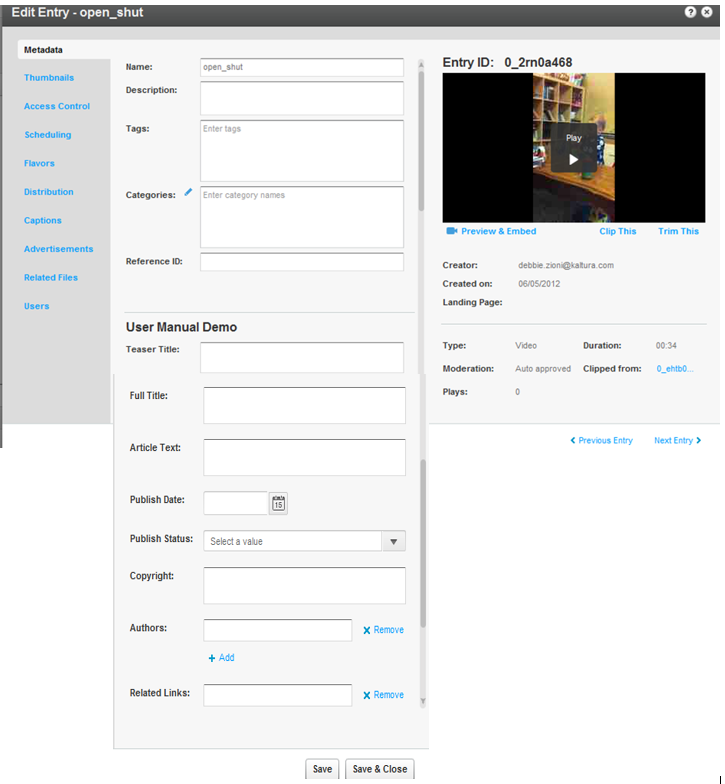 Edit Entry - open_shut
Metadata
Thumbnails
Access Control
Scheduling
Flavors
Distribution
Captions
Advertisements
Related Files
Users
Name: open_shut
Description:
Tags: Enter tags
Categories: Enter category names
Reference ID:
User Manual Demo
Teaser Title:
Full Title:
Article Text:
Publish Date: 15
Publish Status: Select a value
Copyright:
Authors: Remove
+ Add
Related Links: Remove
Save Save & Close
Entry ID: 0_2rn0a468
Play
Preview & Embed Clip This Trim This
Creator: debbie.zioni@kaltura.com
Created on: 06/05/2012
Landing Page:
Type: Video Duration: 00:34
Moderation: Auto approved Clipped from: 0_ehtb0...
Plays: 0
Previous Entry Next Entry